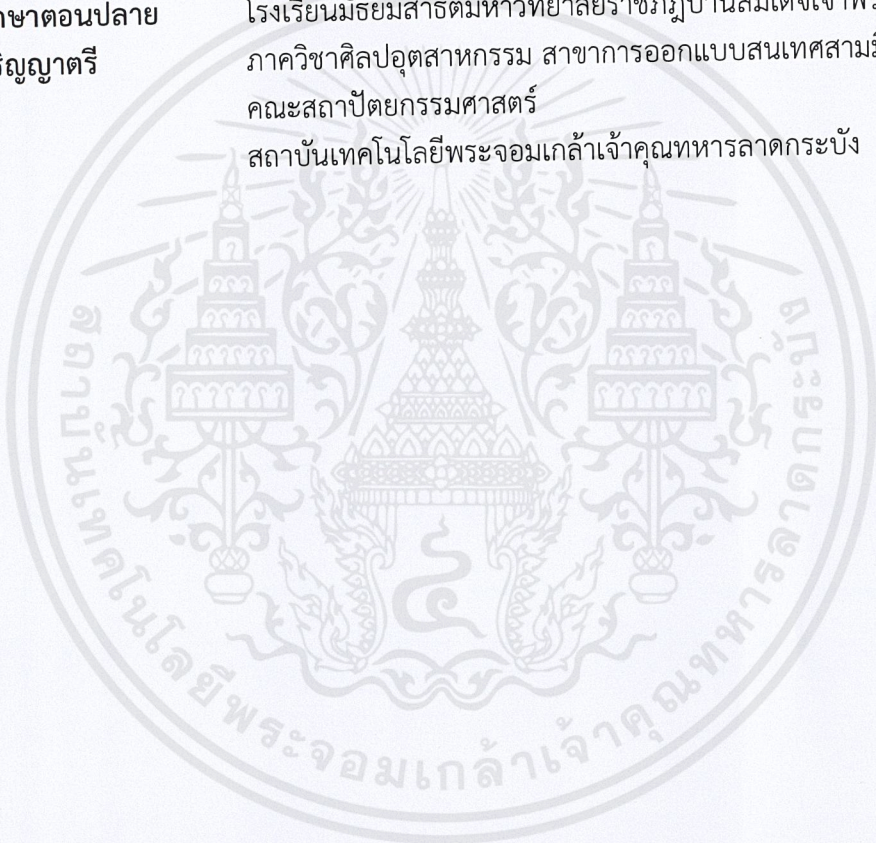 โรงเรียนมัธยมสาธิตมหาวิทยาลัยราชภัฏบ้านสมเด็จเจ้าพร
ภาควิชาศิลปอุตสาหกรรม สาขาการออกแบบสนเทศสามมิ
คณะสถาปัตยกรรมศาสตร์
สถาบันเทคโนโลยีพระจอมเกล้าเจ้าคุณทหารลาดกระบัง
ตอนปลาย
ญญาตรี
สถาบันเทคโนโลยีพระจอมเกล้าเจ้าคุณทหารลาดกระบัง
๔